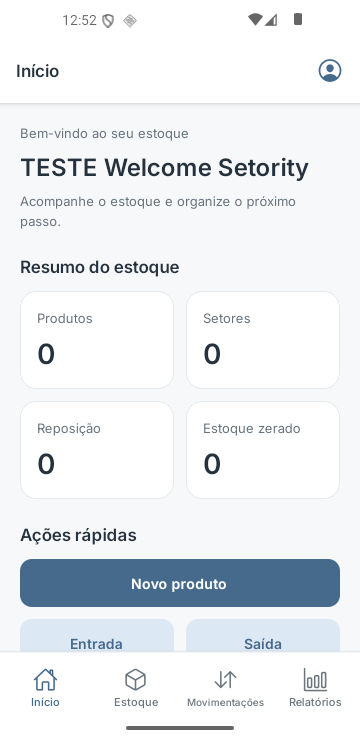 12:52
Início
Bem-vindo ao seu estoque
TESTE Welcome Setority
Acompanhe o estoque e organize o próximo
passo.
Resumo do estoque
Produtos
0
Setores
0
Reposição
0
Estoque zerado
0
Ações rápidas
Novo produto
Entrada
Saída
Início
Estoque
Movimentações
Relatórios